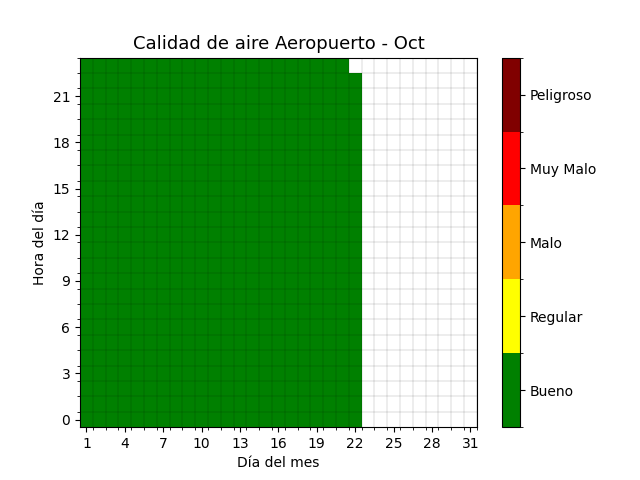 Calidad de aire Aeropuerto - Oct
21
18
15
12
9
6
3
0
Hora del día
1 4 7 10 13 16 19 22 25 28 31
Día del mes
Peligroso
Muy Malo
Malo
Regular
Bueno